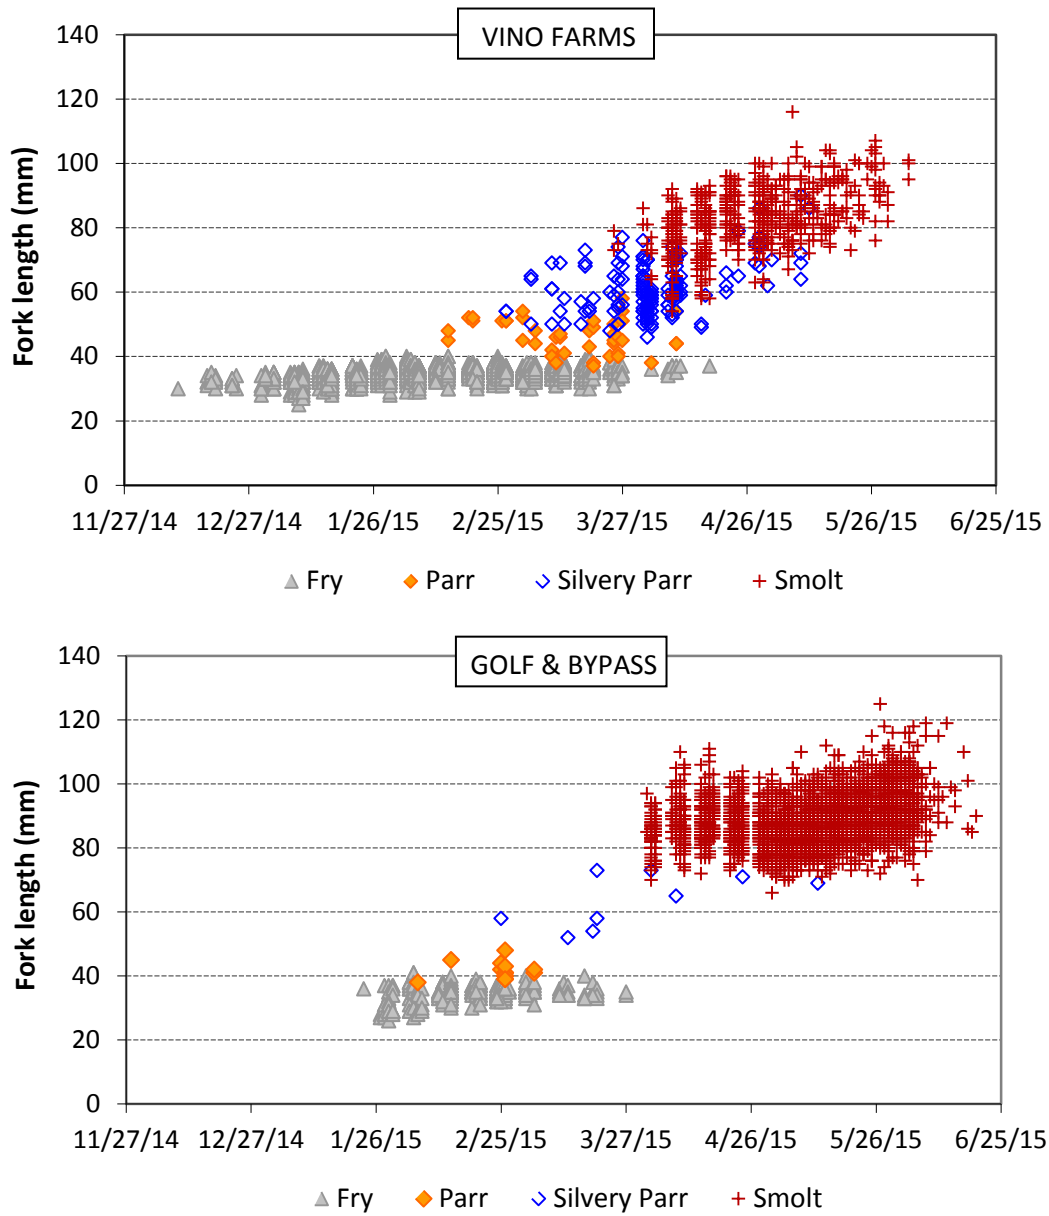 VINO FARMS
140
120
100
80
60
40
20
0
Fork length (mm)
11/27/14 12/27/14 1/26/15 2/25/15 3/27/15 4/26/15 5/26/15 6/25/15
Fry Parr Silvery Parr Smolt
GOLF & BYPASS
140
120
100
80
60
40
20
0
Fork length (mm)
11/27/14 12/27/14 1/26/15 2/25/15 3/27/15 4/26/15 5/26/15 6/25/15
Fry Parr Silvery Parr Smolt